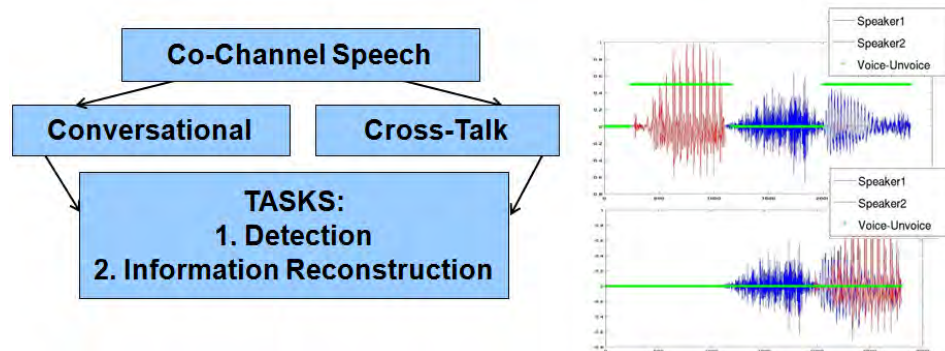 Co-Channel Speech
Conversational
Cross-Talk
TASKS:
1. Detection
2. Information Reconstruction
Speaker1
Speaker2
Voice-Unvoice
Speaker1
Speaker2
Voice-Unvoice